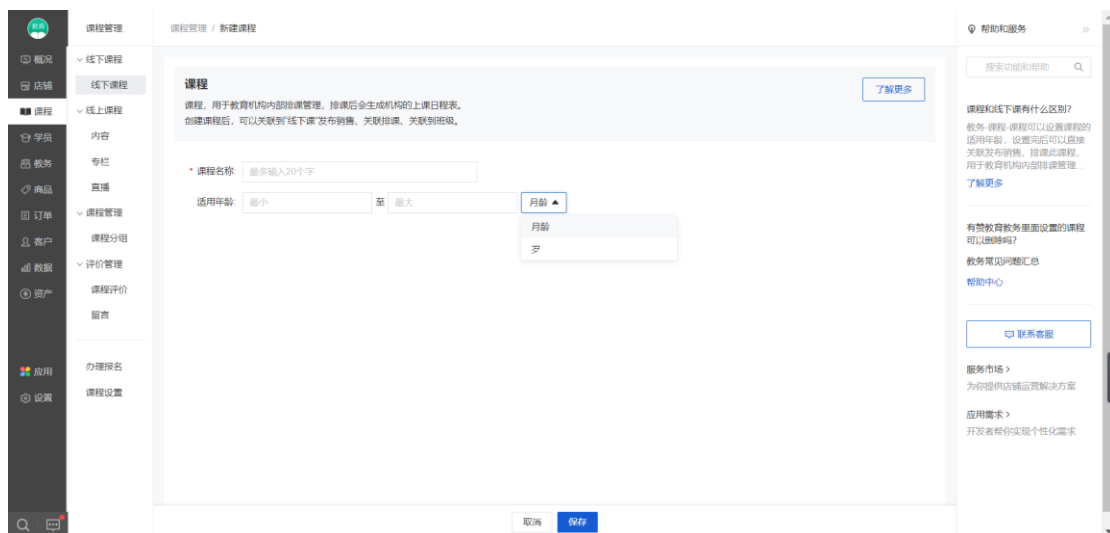 教育
概况
店铺
课程
学员
教务
商品
订单
客户
数据
资产
应用
设置
课程管理
线下课程
线下课程
线上课程
内容
专栏
直播
课程管理
课程分组
评价管理
课程评价
留言
办理报名
课程设置
课程管理 / 新建课程
课程
课程，用于教育机构内部排课管理，排课后会生成机构的上课日程表。
创建课程后，可以关联到“线下课”发布销售、关联排课、关联到班级。
了解更多
* 课程名称: 最多输入20个字
适用年龄: 最小 至 最大 月龄
月龄
岁
取消 保存
帮助和服务 »
搜索功能和帮助
课程和线下课有什么区别?
教务-课程-课程可以设置课程的
适用年龄，设置完后可以直接
关联发布销售、排课此课程，
用于教育机构内部排课管理...
了解更多
有赞教育教务里面设置的课程
可以删除吗?
教务常见问题汇总
帮助中心
联系客服
服务市场 >
为你提供店铺运营解决方案
应用需求 >
开发者帮你实现个性化需求